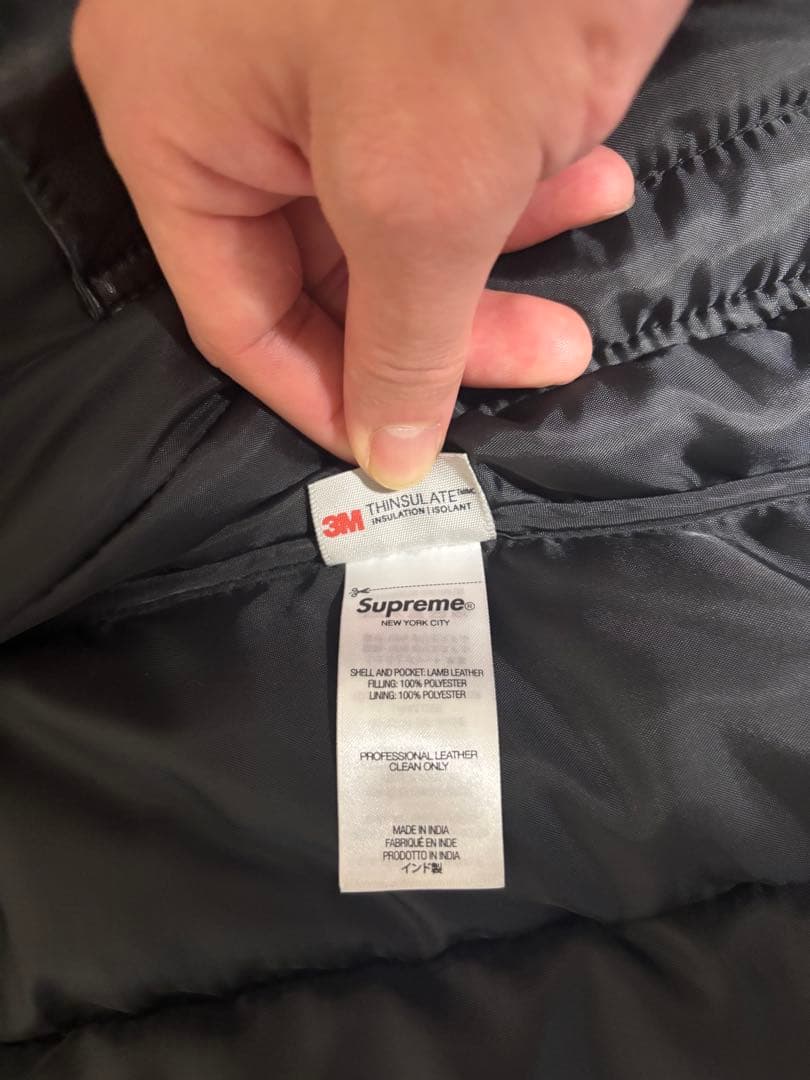 3M THINSULATE
INSULATION | ISOLANT
Supreme®
NEW YORK CITY
SHELL AND POCKET: LAMB LEATHER
FILLING: 100% POLYESTER
LINING: 100% POLYESTER
PROFESSIONAL LEATHER
CLEAN ONLY
MADE IN INDIA
FABRIQUÉ EN INDE
PRODOTTO IN INDIA
インド製